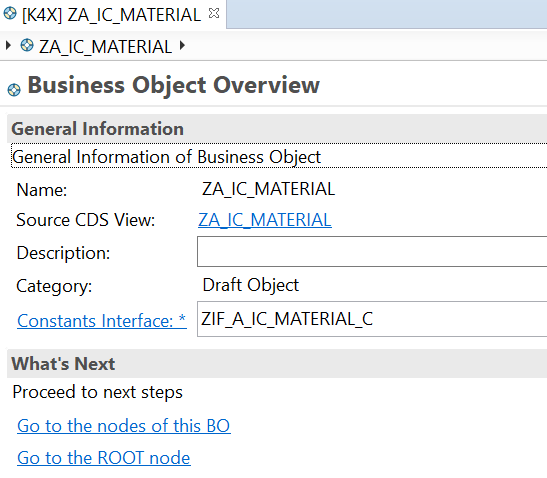 [K4X] ZA_IC_MATERIAL
ZA_IC_MATERIAL
Business Object Overview
General Information
General Information of Business Object
Name: ZA_IC_MATERIAL
Source CDS View: ZA_IC_MATERIAL
Description:
Category: Draft Object
Constants Interface: * ZIF_A_IC_MATERIAL_C
What's Next
Proceed to next steps
Go to the nodes of this BO
Go to the ROOT node